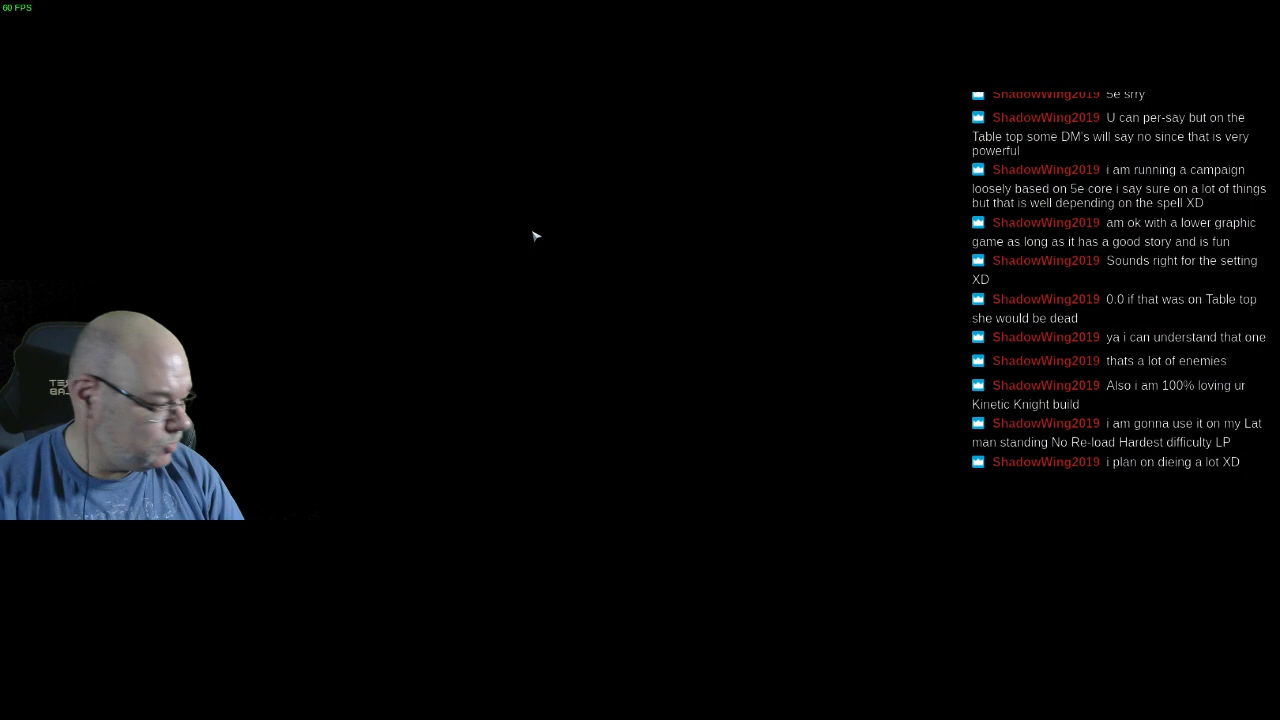 60 FPS
ShadowWing2019 5e srry
ShadowWing2019 U can per-say but on the
Table top some DM's will say no since that is very
powerful
ShadowWing2019 i am running a campaign
loosely based on 5e core i say sure on a lot of things
but that is well depending on the spell XD
ShadowWing2019 am ok with a lower graphic
game as long as it has a good story and is fun
ShadowWing2019 Sounds right for the setting
XD
ShadowWing2019 0.0 if that was on Table top
she would be dead
ShadowWing2019 ya i can understand that one
ShadowWing2019 thats a lot of enemies
ShadowWing2019 Also i am 100% loving ur
Kinetic Knight build
ShadowWing2019 i am gonna use it on my Lat
man standing No Re-load Hardest difficulty LP
ShadowWing2019 i plan on dieing a lot XD